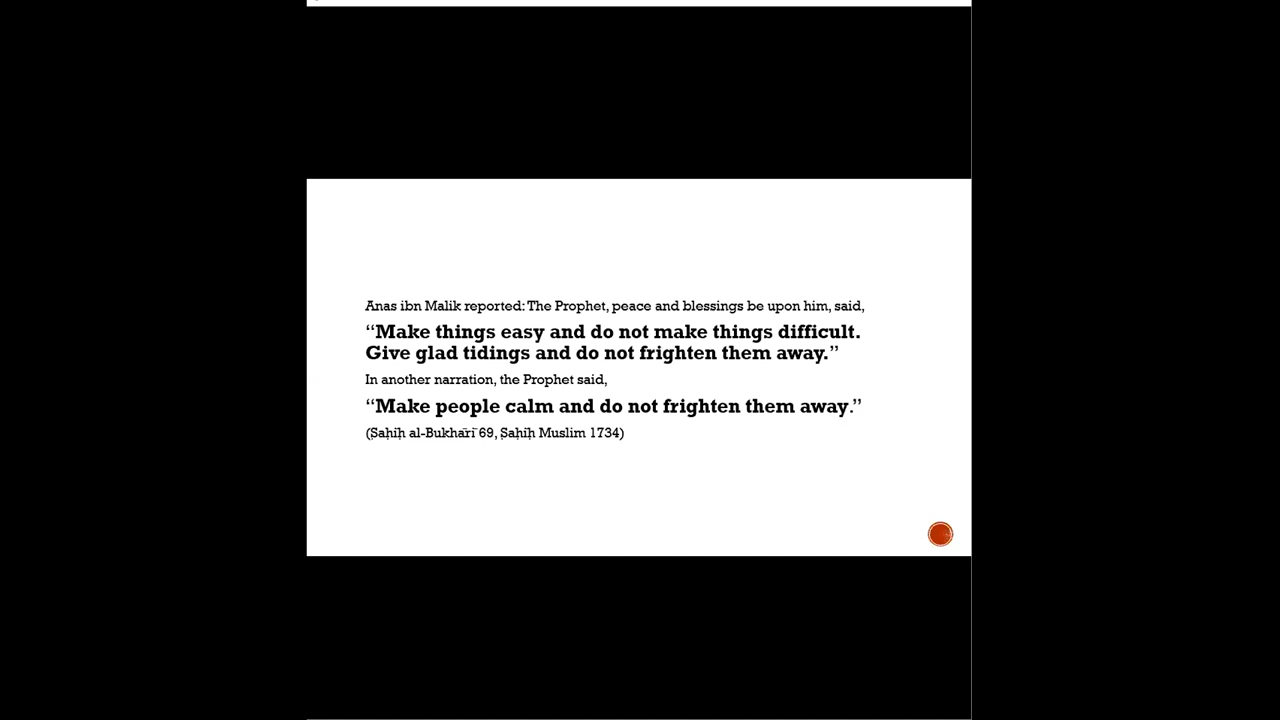 Anas ibn Malik reported: The Prophet, peace and blessings be upon him, said,
“Make things easy and do not make things difficult.
Give glad tidings and do not frighten them away.”
In another narration, the Prophet said,
“Make people calm and do not frighten them away.”
(Ṣaḥīḥ al-Bukhārī 69, Ṣaḥīḥ Muslim 1734)